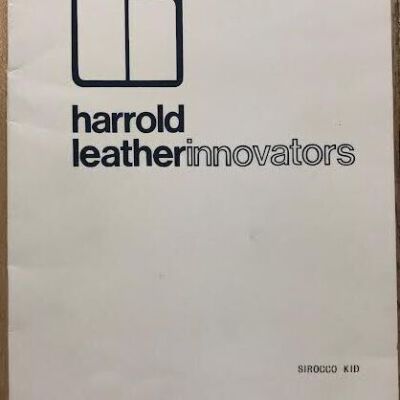 harrold
leatherinnovators
SIROCCO KID